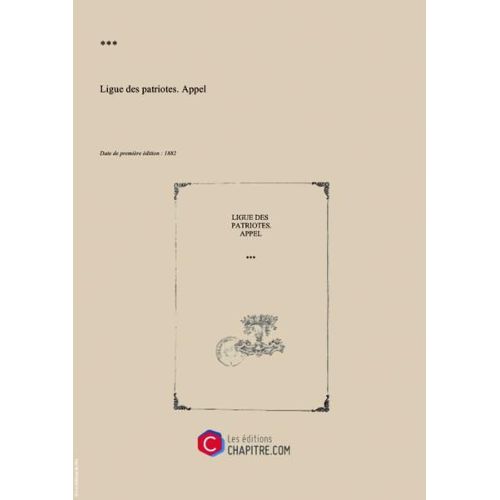 ***
Ligue des patriotes. Appel
Date de première édition : 1882
LIGUE DES
PATRIOTES.
APPEL
***
C
Les éditions
CHAPITRE.COM